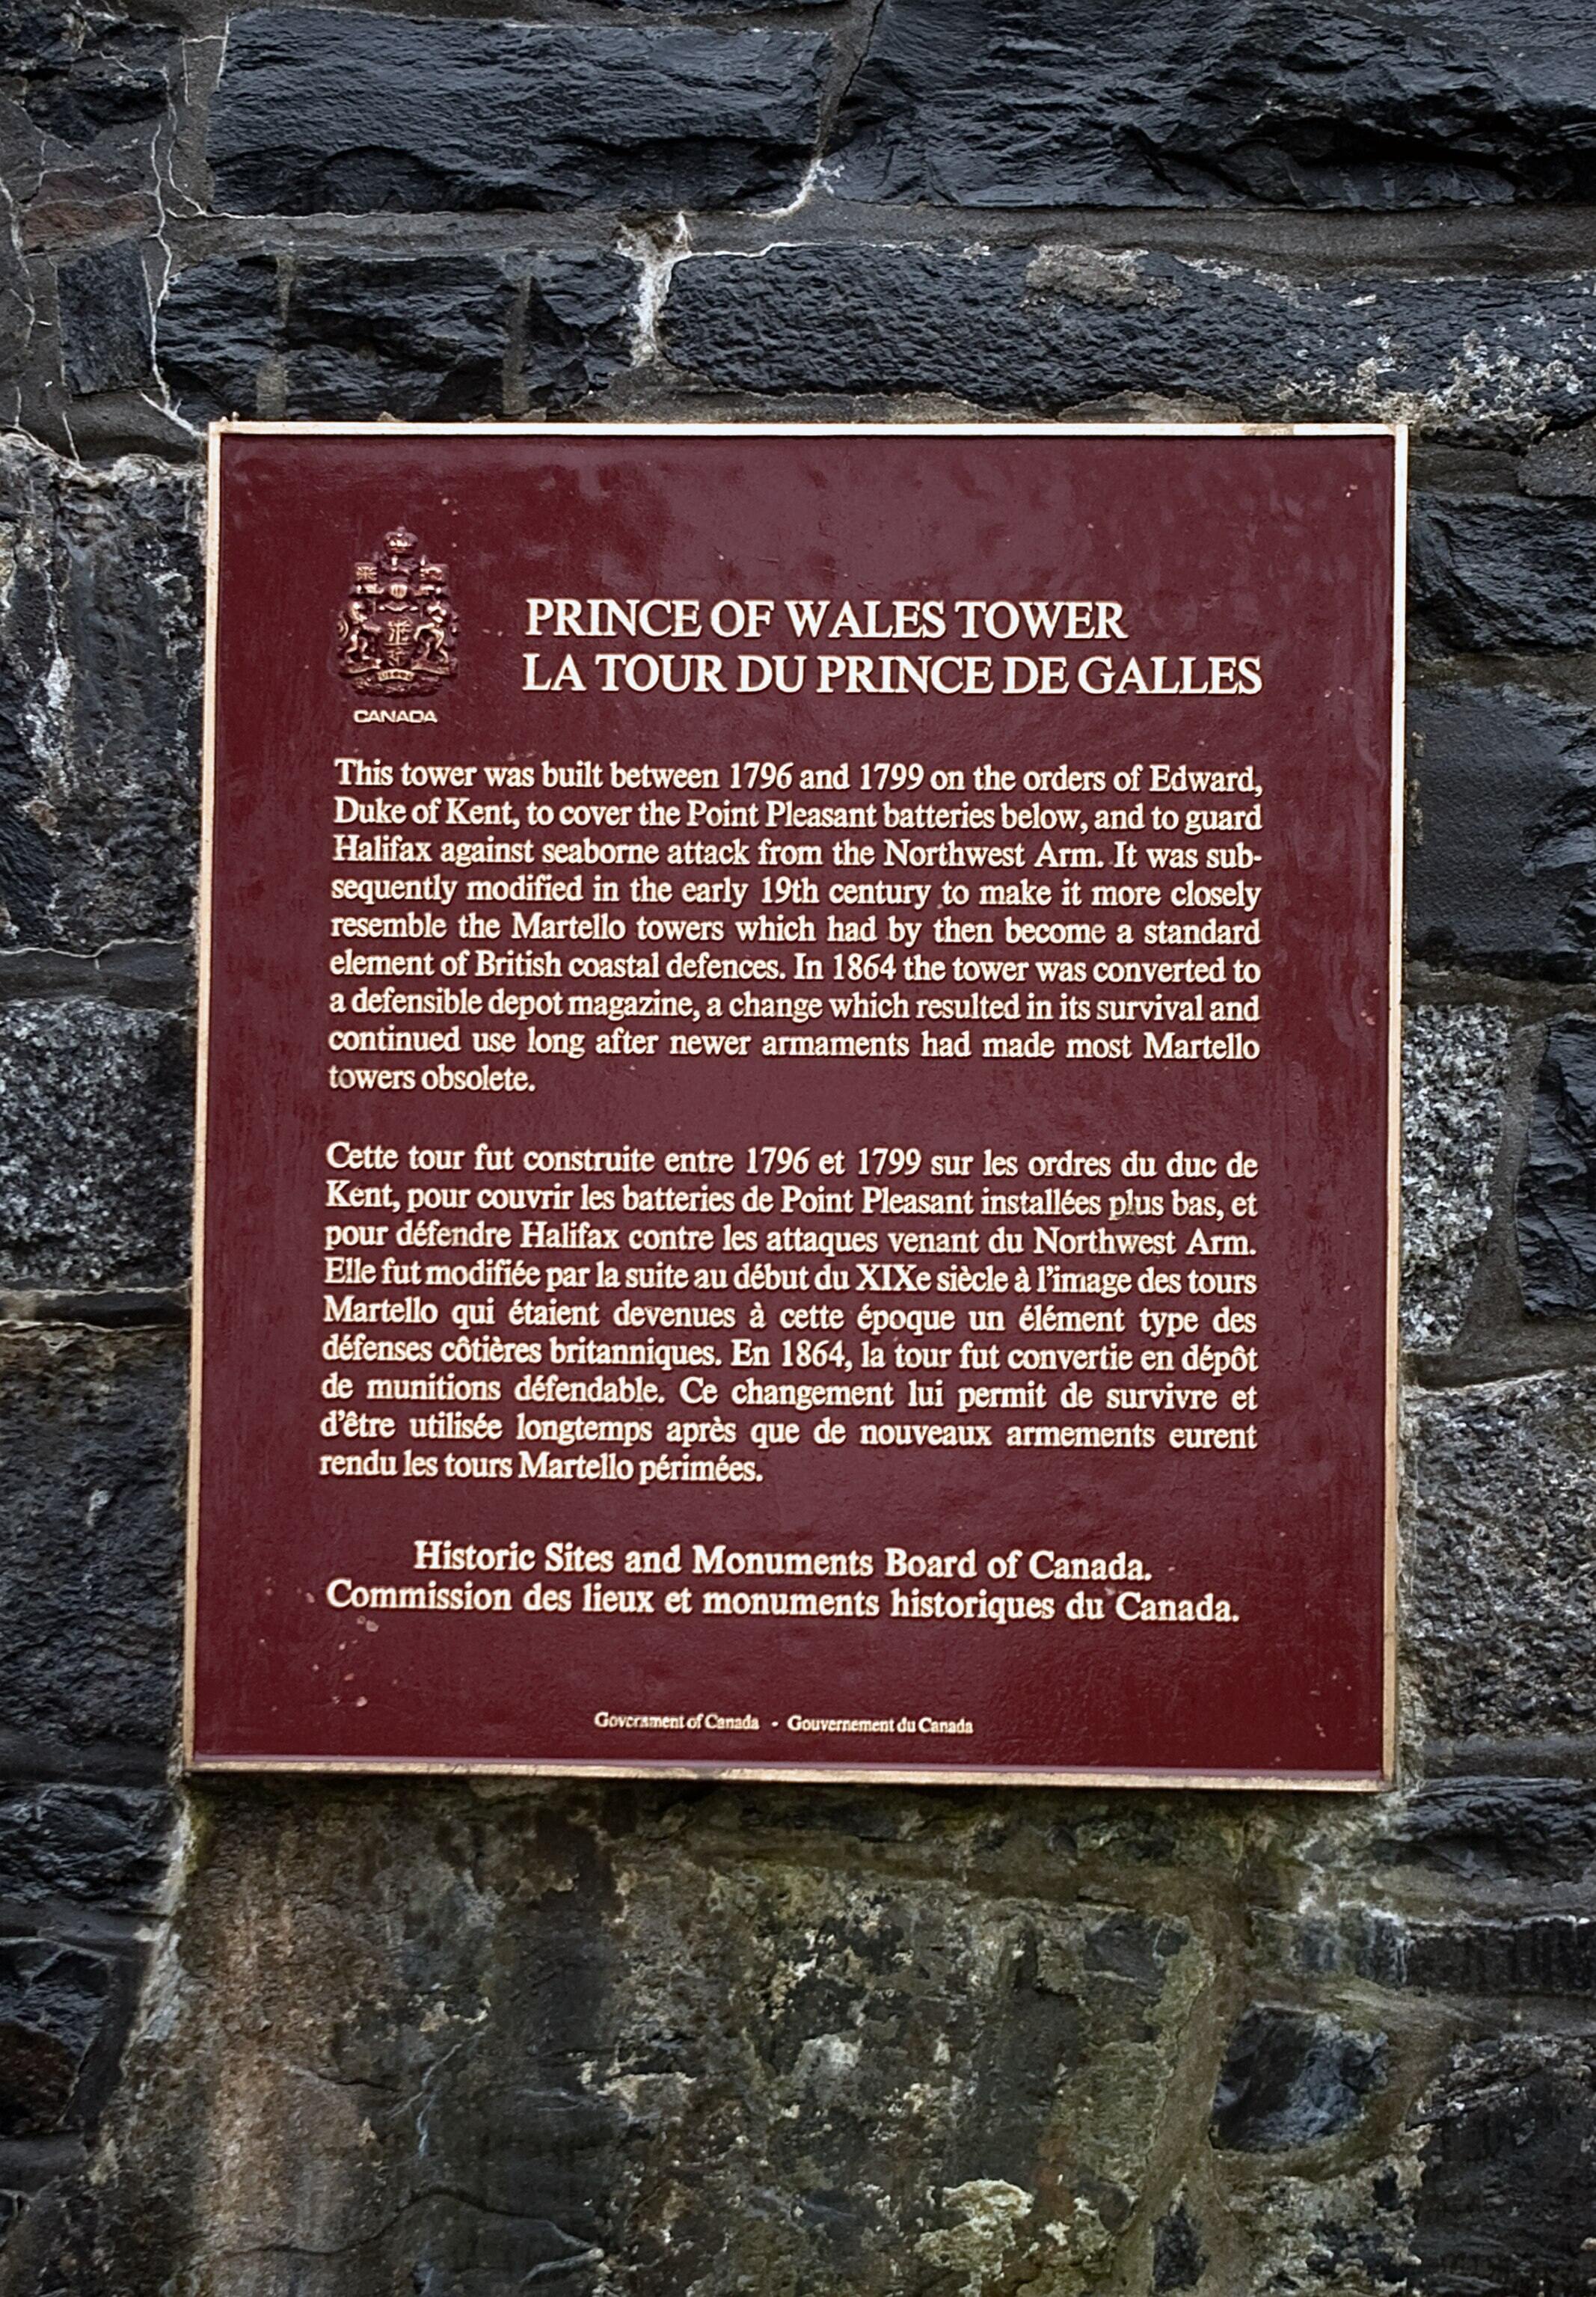 CANADA
PRINCE OF WALES TOWER
LA TOUR DU PRINCE DE GALLES
This tower was built between 1796 and 1799 on the orders of Edward,
Duke of Kent, to cover the Point Pleasant batteries below, and to guard
Halifax against seaborne attack from the Northwest Arm. It was sub-
sequently modified in the early 19th century to make it more closely
resemble the Martello towers which had by then become a standard
element of British coastal defences. In 1864 the tower was converted to
a defensible depot magazine, a change which resulted in its survival and
continued use long after newer armaments had made most Martello
towers obsolete.
Cette tour fut construite entre 1796 et 1799 sur les ordres du duc de
Kent, pour couvrir les batteries de Point Pleasant installées plus bas, et
pour défendre Halifax contre les attaques venant du Northwest Arm.
Elle fut modifiée par la suite au début du XIXe siècle à l'image des tours
Martello qui étaient devenues à cette époque un élément type des
défenses côtières britanniques. En 1864, la tour fut convertie en dépôt
de munitions défendable. Ce changement lui permit de survivre et
d'être utilisée longtemps après que de nouveaux armements eurent
rendu les tours Martello périmées.
Historic Sites and Monuments Board of Canada.
Commission des lieux et monuments historiques du Canada.
Government of Canada - Gouvernement du Canada